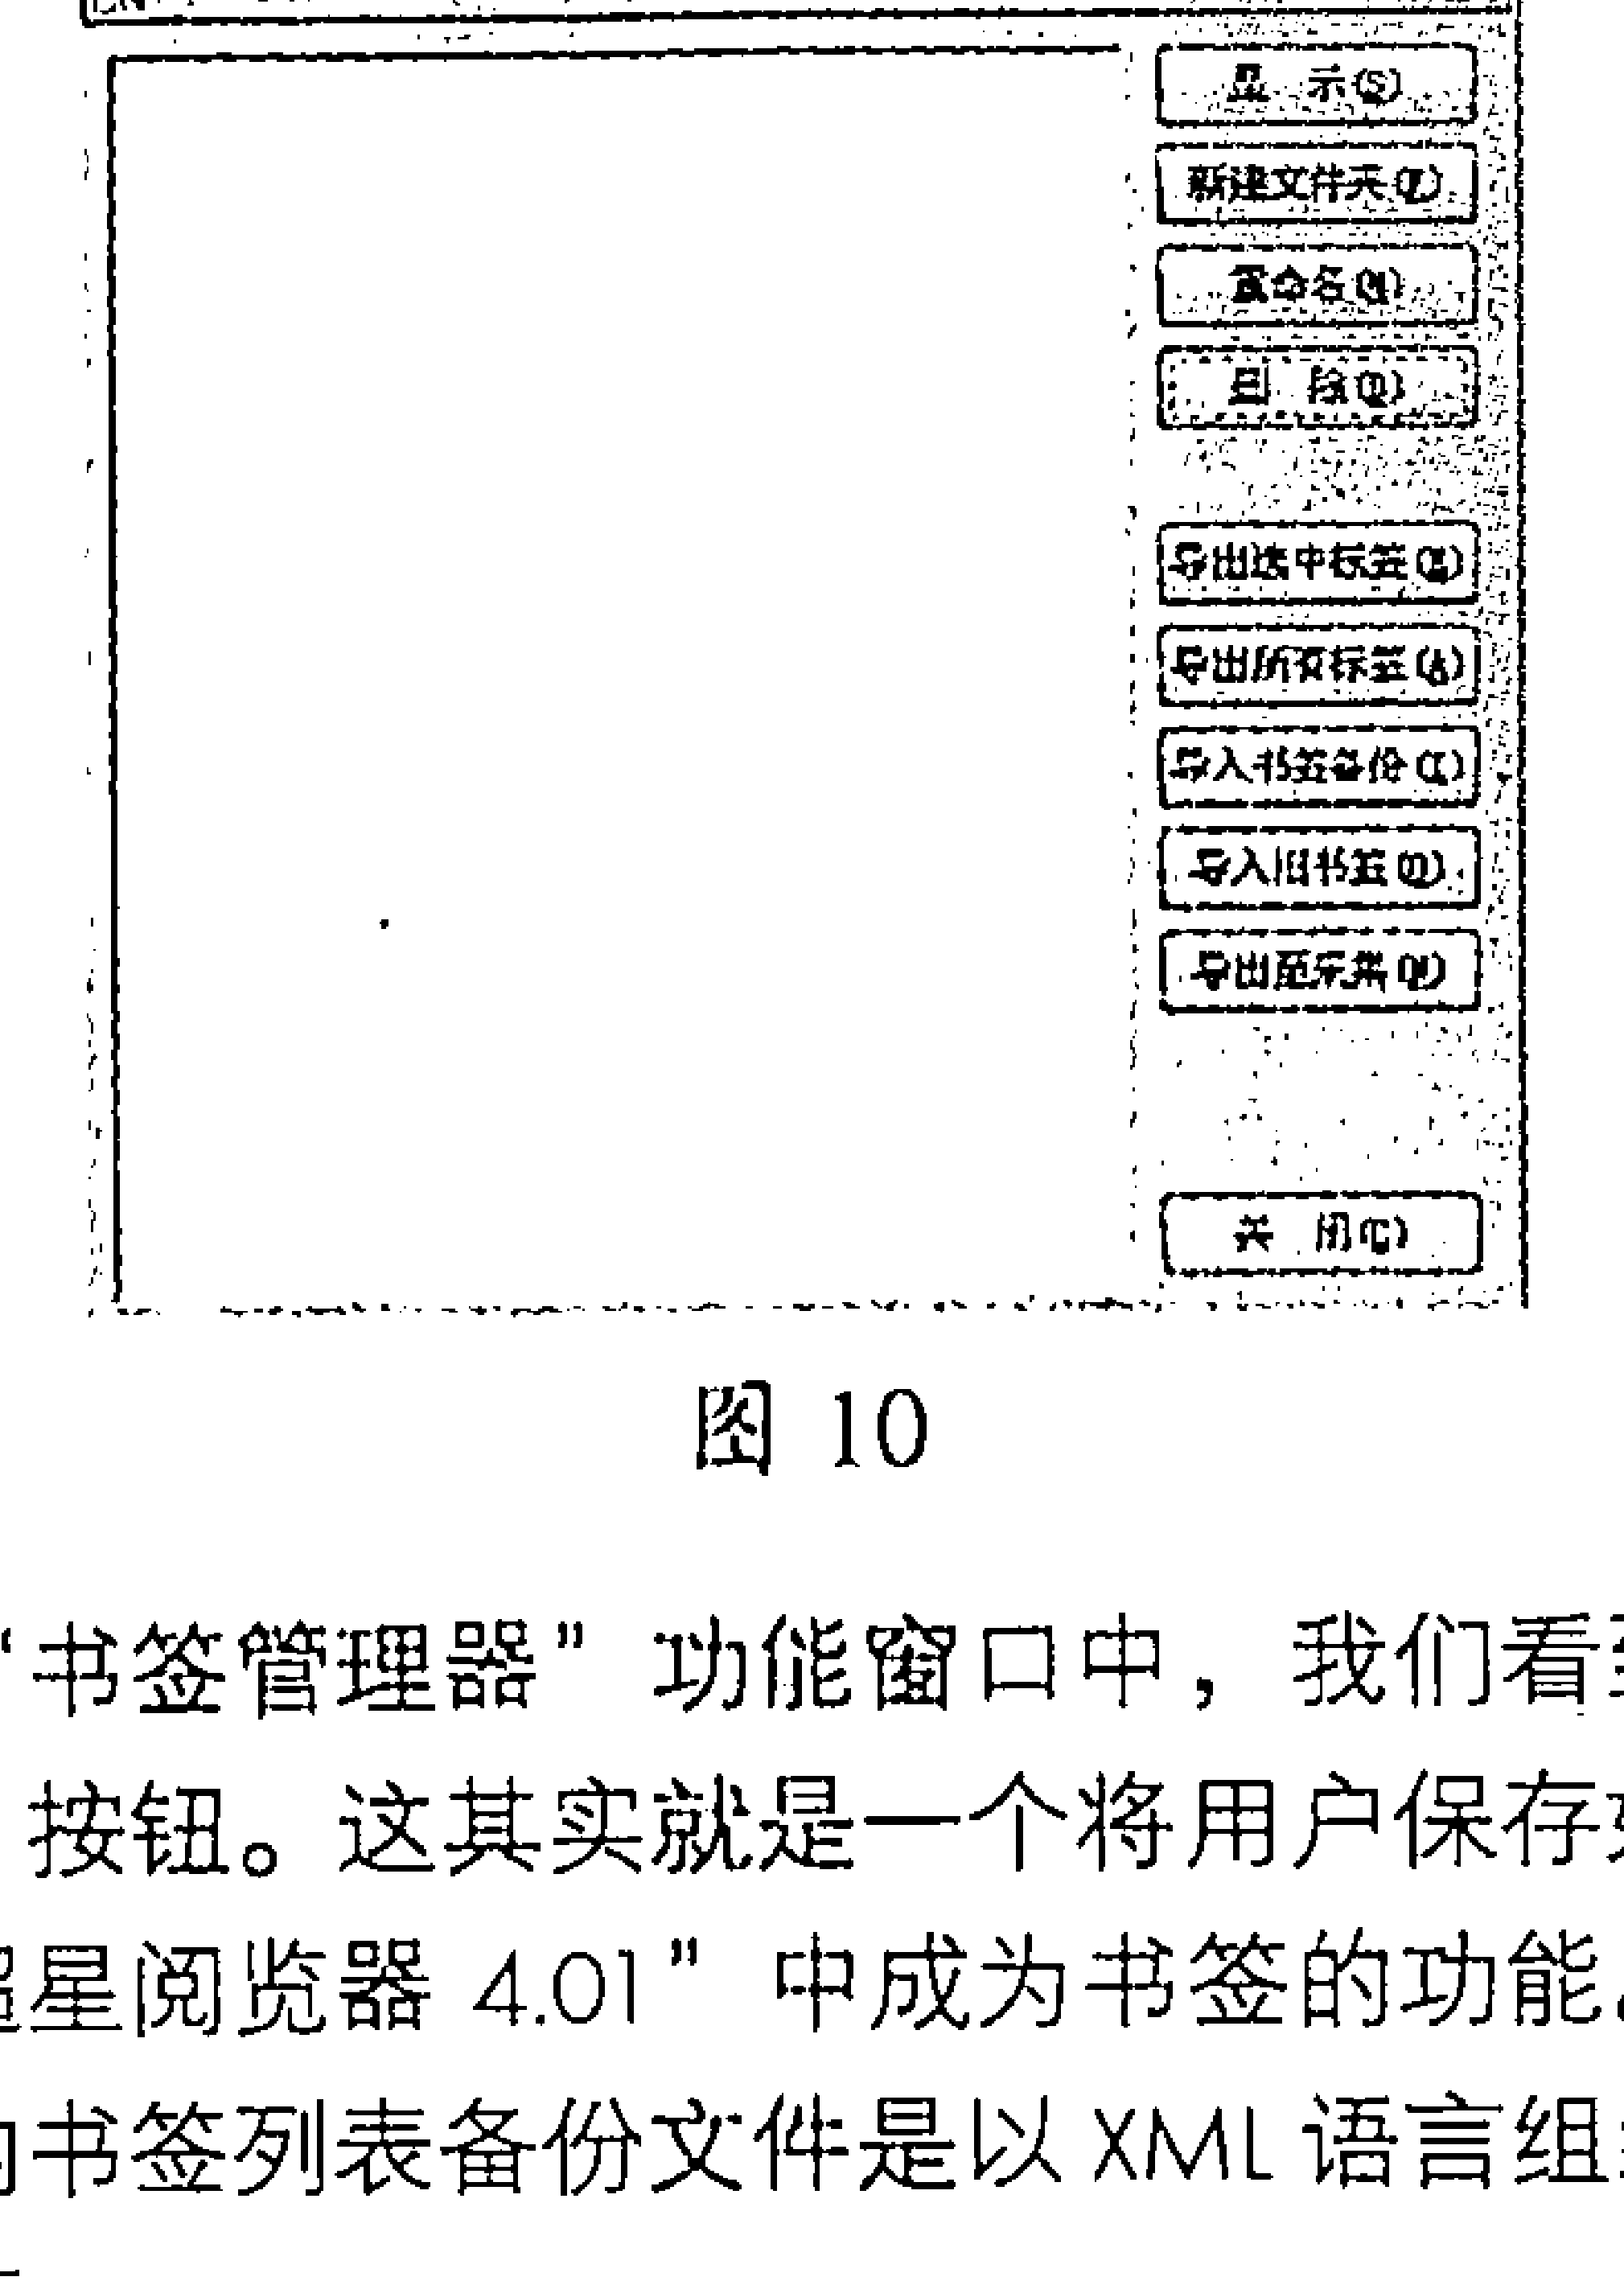 显 示(S)
新建文件夹(F)
重命名(N)
删 除(D)
导出选中标签(E)
导出所有标签(A)
导入书签备份(I)
导入旧书签(O)
导出至采集(W)
关 闭(C)
图 10
“书签管理器”功能窗口中，我们看到
按钮。这其实就是一个将用户保存
超星阅览器 4.01”中成为书签的功能。
的书签列表备份文件是以 XML 语言组